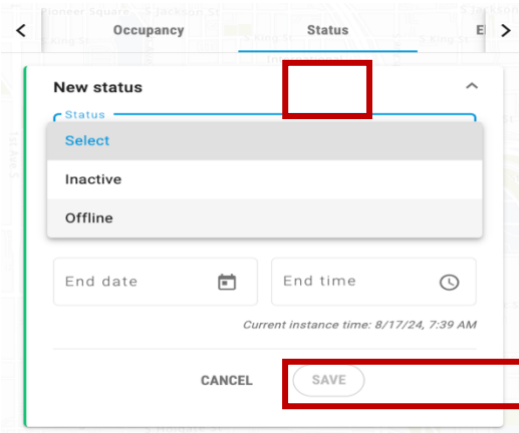 Occupancy
Status
E
New status
Status
Select
Inactive
Offline
End date
End time
Current instance time: 8/17/24, 7:39 AM
CANCEL
SAVE